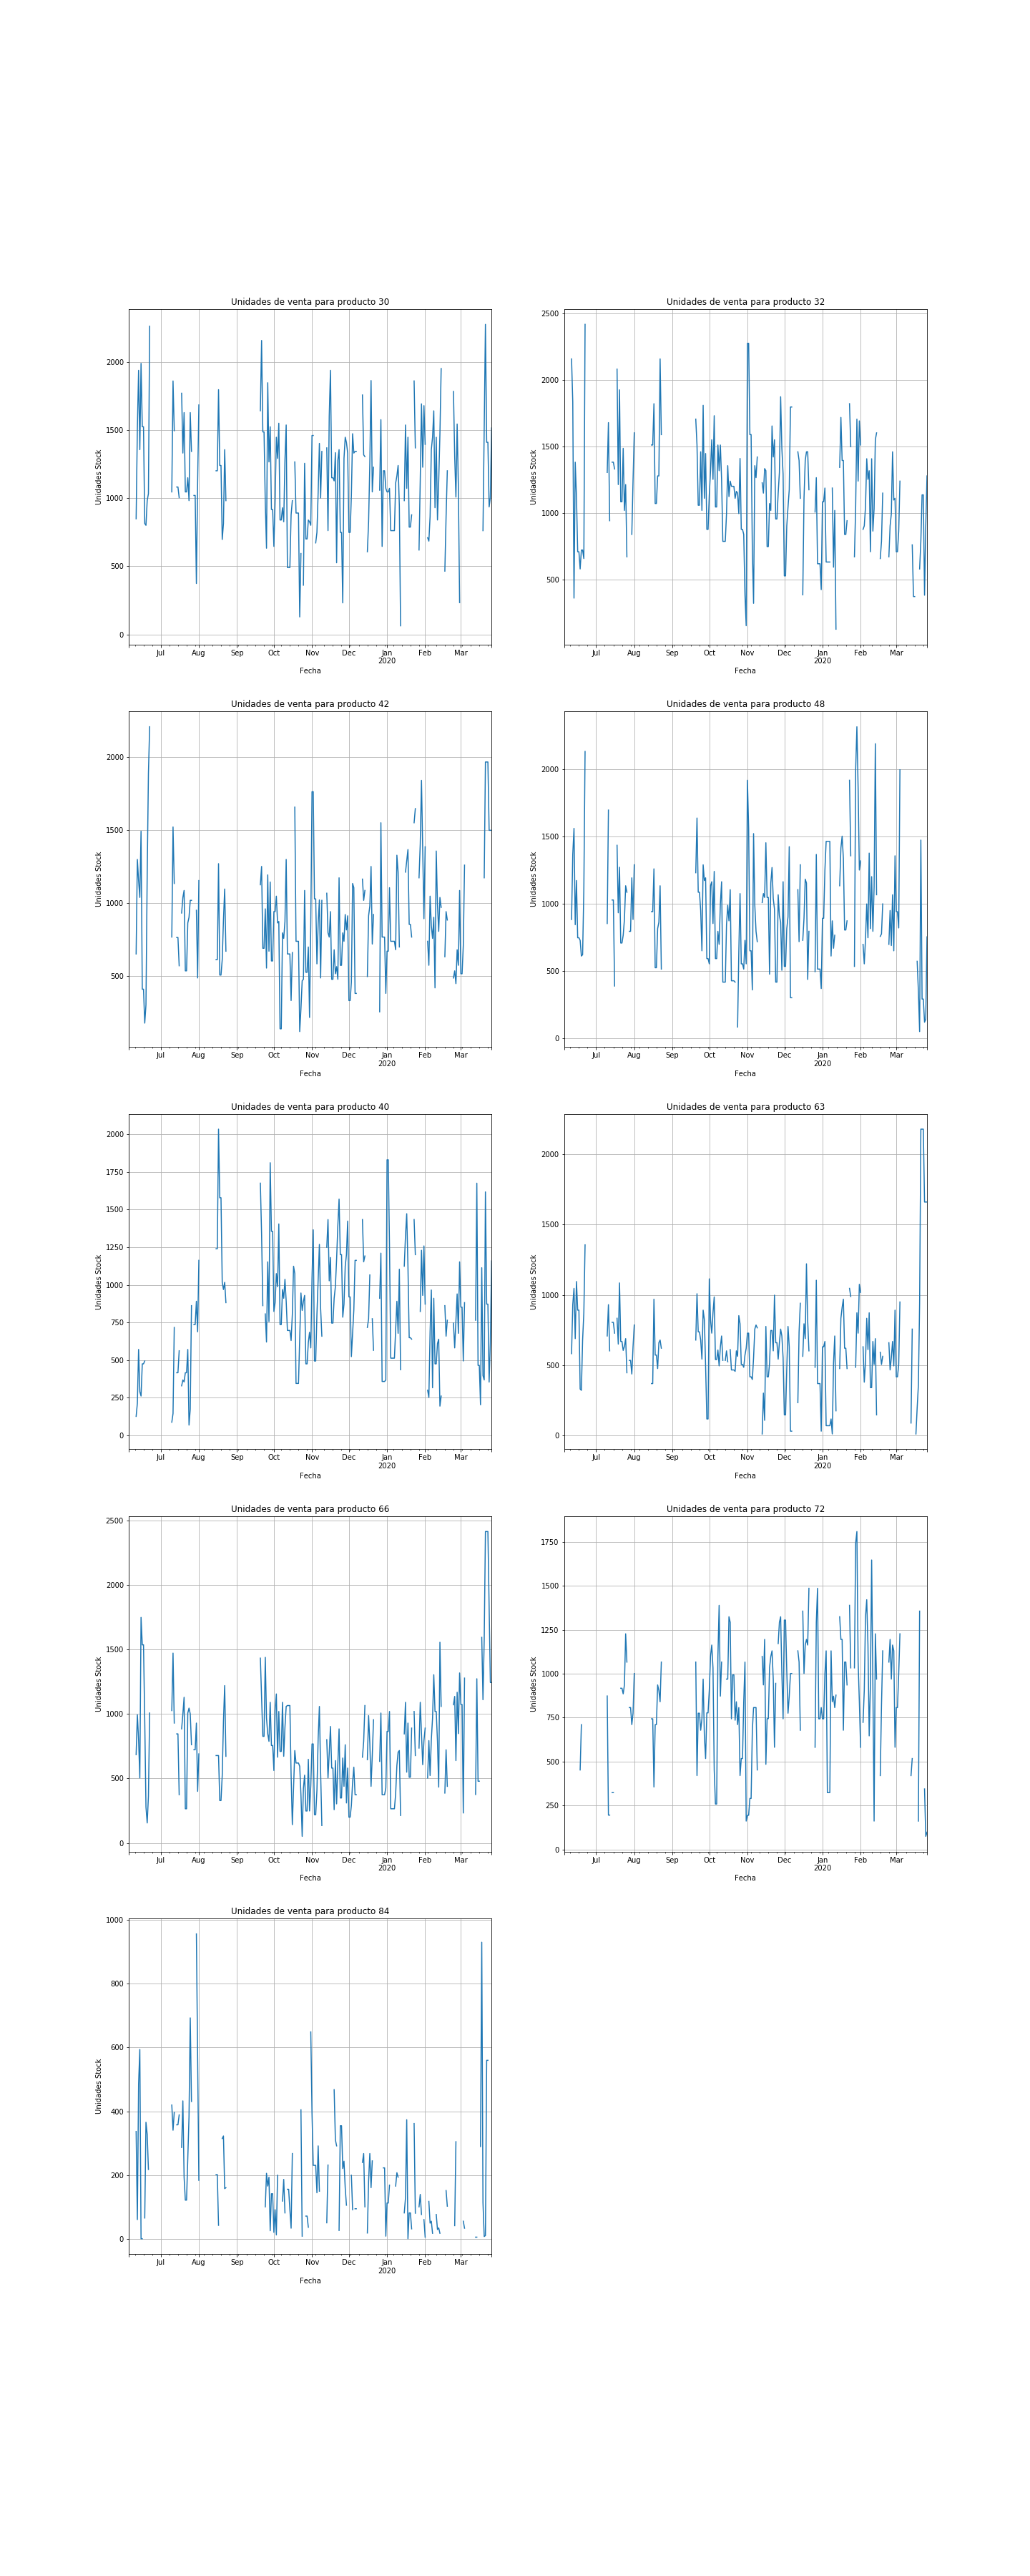 Unidades de venta para producto 30
2000
1500
1000
500
0
Unidades Stock
Jul Aug Sep Oct Nov Dec Jan Feb Mar
2020
Fecha
Unidades de venta para producto 32
2500
2000
1500
1000
500
Unidades Stock
Jul Aug Sep Oct Nov Dec Jan Feb Mar
2020
Fecha
Unidades de venta para producto 42
2000
1500
1000
500
Unidades Stock
Jul Aug Sep Oct Nov Dec Jan Feb Mar
2020
Fecha
Unidades de venta para producto 48
2000
1500
1000
500
0
Unidades Stock
Jul Aug Sep Oct Nov Dec Jan Feb Mar
2020
Fecha
Unidades de venta para producto 40
2000
1750
1500
1250
1000
750
500
250
0
Unidades Stock
Jul Aug Sep Oct Nov Dec Jan Feb Mar
2020
Fecha
Unidades de venta para producto 63
2000
1500
1000
500
0
Unidades Stock
Jul Aug Sep Oct Nov Dec Jan Feb Mar
2020
Fecha
Unidades de venta para producto 66
2500
2000
1500
1000
500
0
Unidades Stock
Jul Aug Sep Oct Nov Dec Jan Feb Mar
2020
Fecha
Unidades de venta para producto 72
1750
1500
1250
1000
750
500
250
0
Unidades Stock
Jul Aug Sep Oct Nov Dec Jan Feb Mar
2020
Fecha
Unidades de venta para producto 84
1000
800
600
400
200
0
Unidades Stock
Jul Aug Sep Oct Nov Dec Jan Feb Mar
2020
Fecha